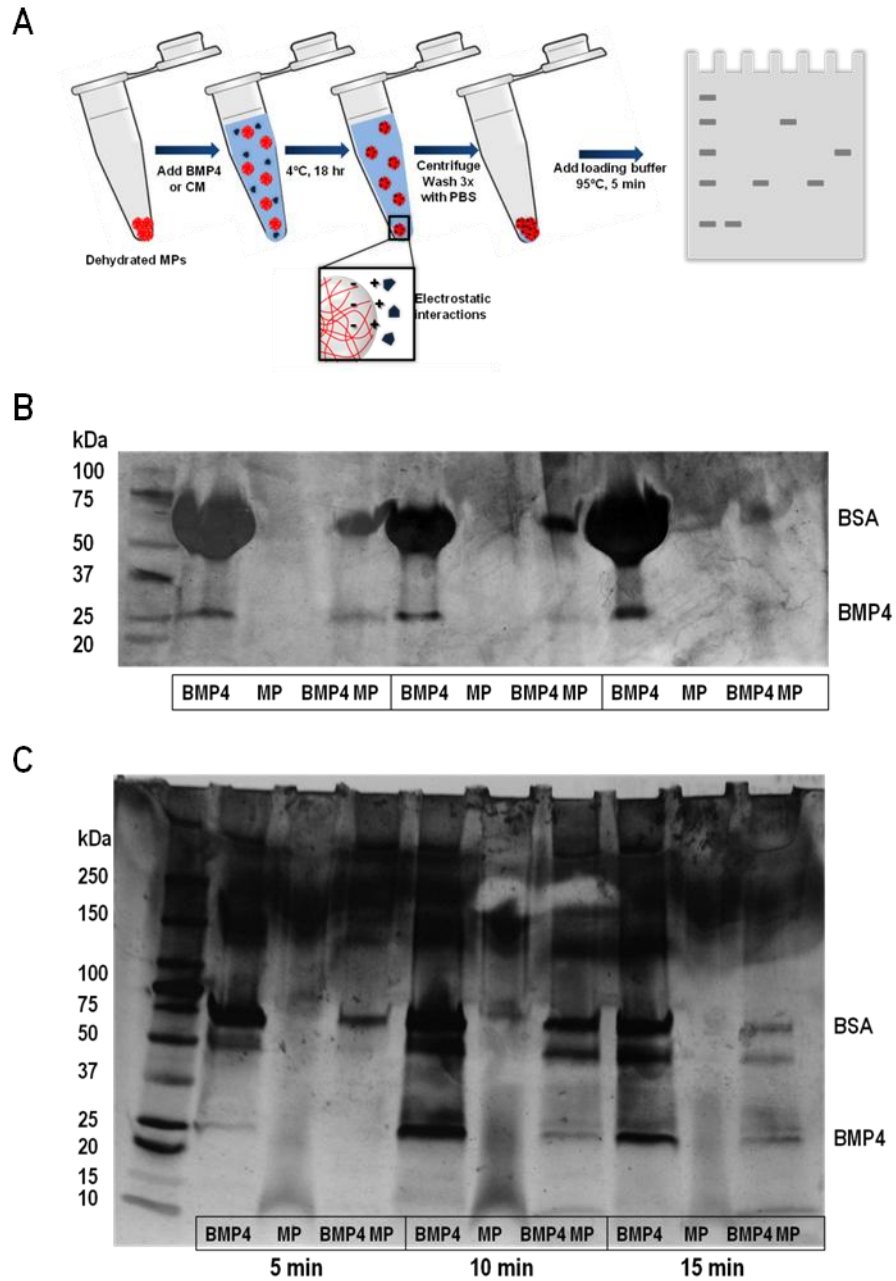 A
Add BMP4
or CM
4°C, 18 hr
Centrifuge
Wash 3x
with PBS
Add loading buffer
95°C, 5 min
Dehydrated MPs
Electrostatic
interactions
- + - + - +
B
kDa
100
75
50
37
25
20
BSA
BMP4
BMP4 MP BMP4 MP BMP4 MP BMP4 MP BMP4 MP BMP4 MP
C
kDa
250
150
100
75
50
37
25
20
15
10
BSA
BMP4
BMP4 MP BMP4 MP BMP4 MP BMP4 MP BMP4 MP BMP4 MP
5 min 10 min 15 min